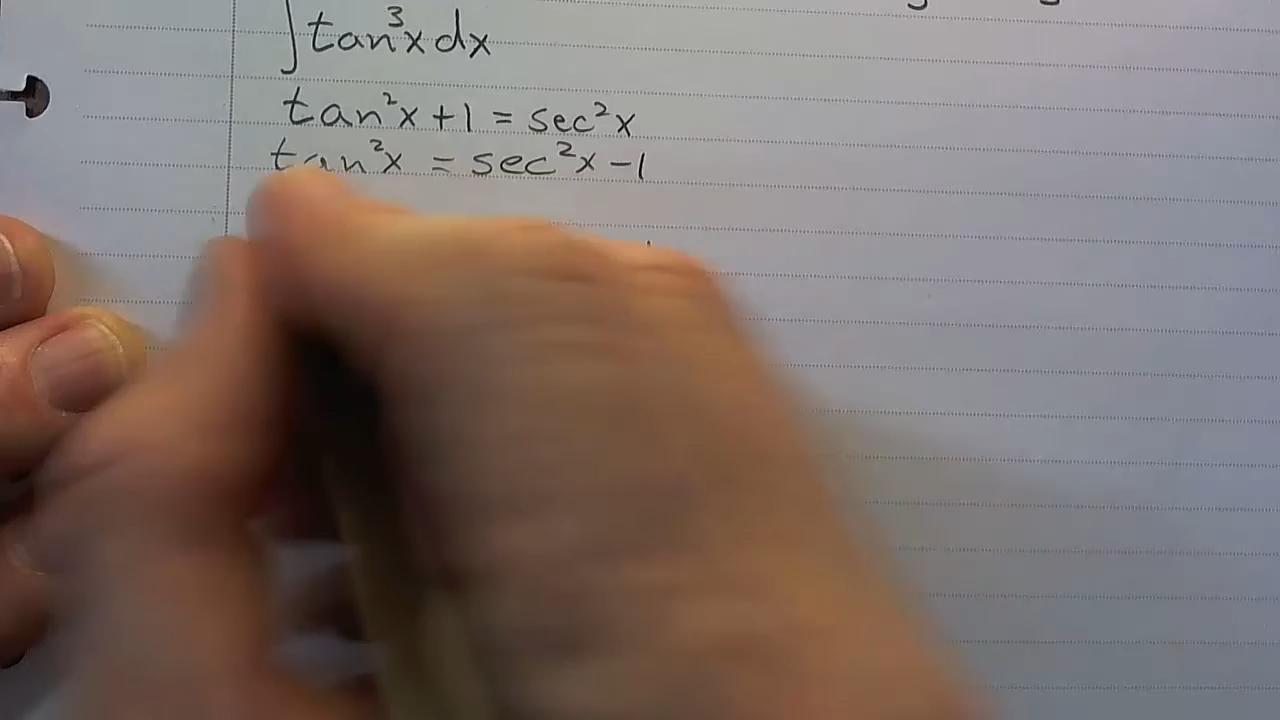 ∫tan³x dx
tan²x + 1 = sec²x
tan²x = sec²x − 1